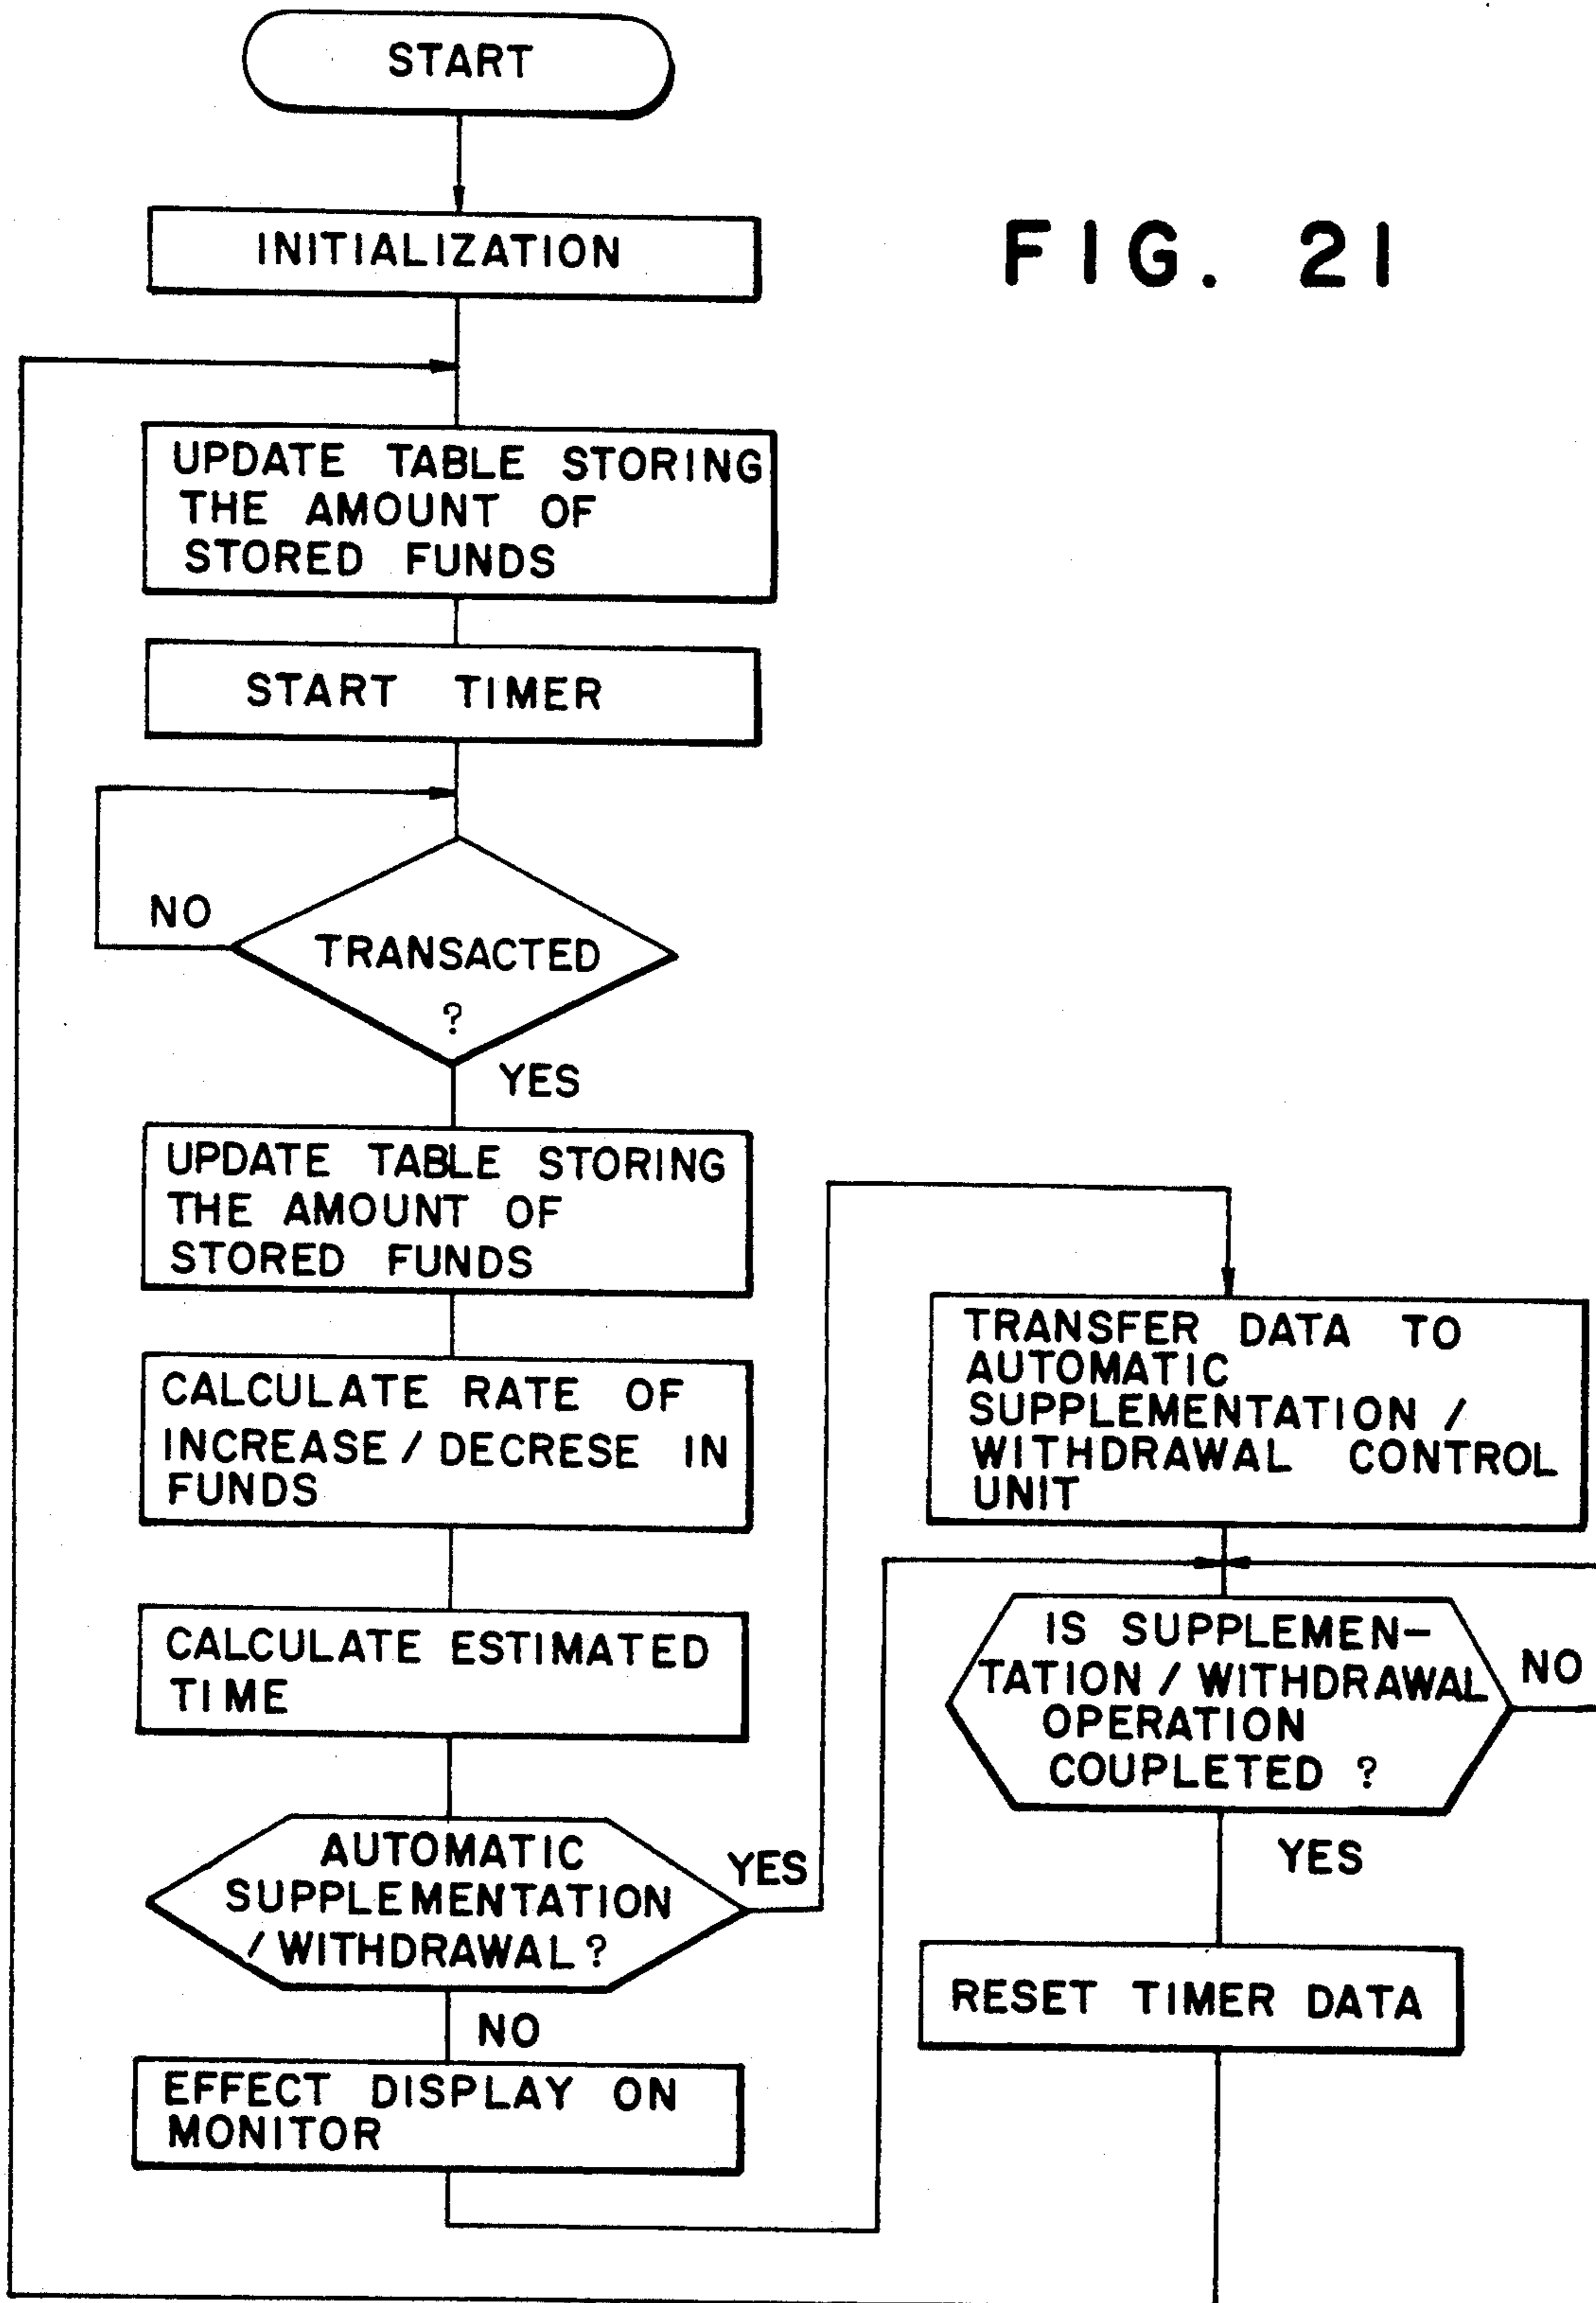 START
INITIALIZATION
FIG. 21
UPDATE TABLE STORING
THE AMOUNT OF
STORED FUNDS
START TIMER
NO
TRANSACTED
?
YES
UPDATE TABLE STORING
THE AMOUNT OF
STORED FUNDS
CALCULATE RATE OF
INCREASE / DECRESE IN
FUNDS
CALCULATE ESTIMATED
TIME
AUTOMATIC
SUPPLEMENTATION
/ WITHDRAWAL ?
YES
NO
EFFECT DISPLAY ON
MONITOR
TRANSFER DATA TO
AUTOMATIC
SUPPLEMENTATION /
WITHDRAWAL CONTROL
UNIT
IS SUPPLEMEN-
TATION / WITHDRAWAL
OPERATION
COUPLETED ?
NO
YES
RESET TIMER DATA